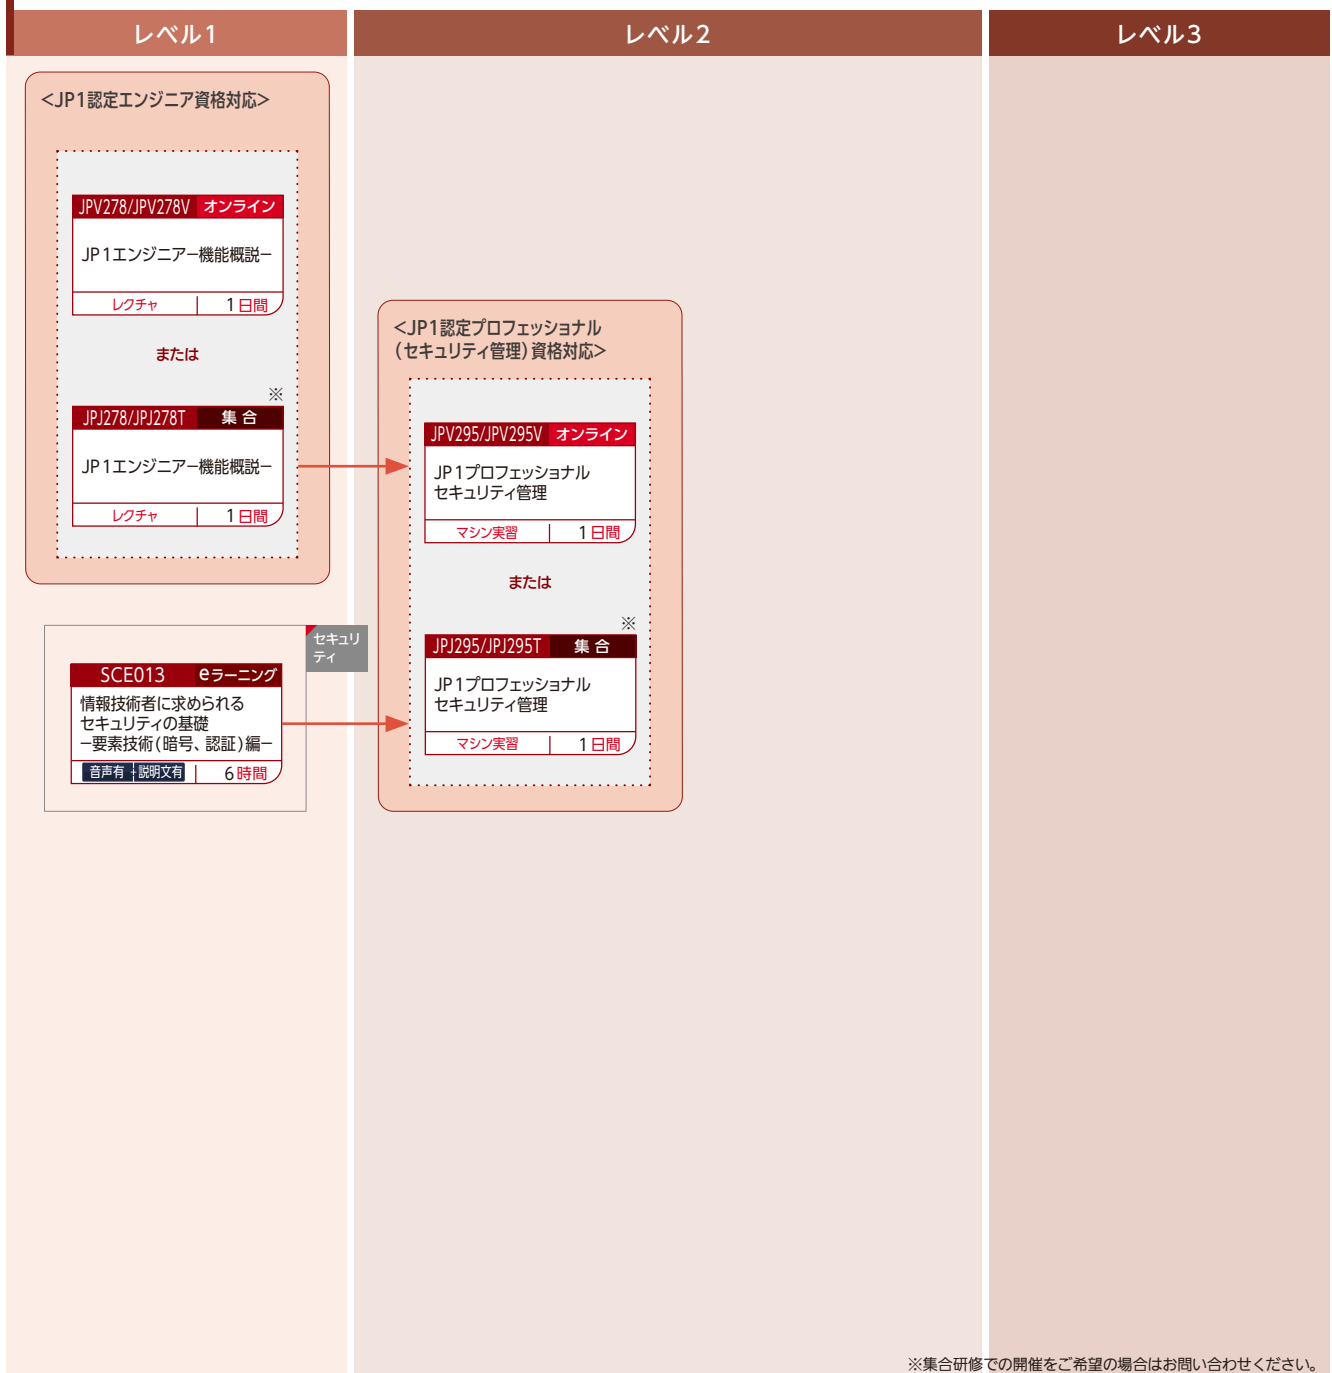 レベル1
レベル2
レベル3
<JP1認定エンジニア資格対応>
JPV278/JPV278V オンライン
JP1エンジニアー機能概説ー
レクチャ 1日間
または
※
JPJ278/JPJ278T 集合
JP1エンジニアー機能概説ー
レクチャ 1日間
セキュリ
ティ
SCE013 eラーニング
情報技術者に求められる
セキュリティの基礎
ー要素技術(暗号、認証)編ー
音声有+説明文有 6時間
<JP1認定プロフェッショナル
(セキュリティ管理)資格対応>
JPV295/JPV295V オンライン
JP1プロフェッショナル
セキュリティ管理
マシン実習 1日間
または
※
JPJ295/JPJ295T 集合
JP1プロフェッショナル
セキュリティ管理
マシン実習 1日間
※集合研修での開催をご希望の場合はお問い合わせください。